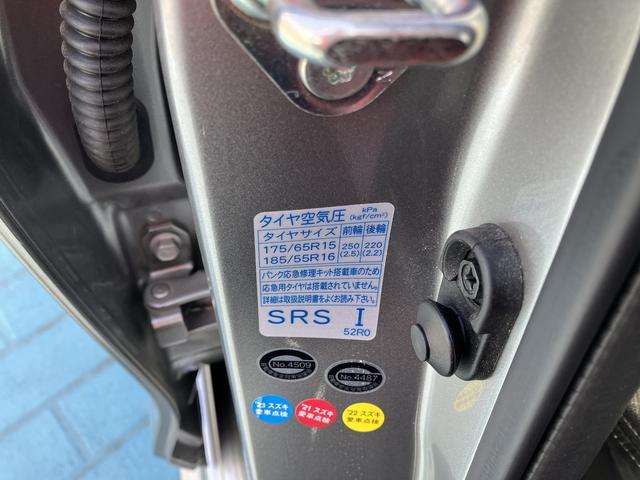 タイヤ空気圧 kPa
(kgf/cm²)
タイヤサイズ 前輪 後輪
175/65R15 250 220
185/55R16 (2.5) (2.2)
パンク応急修理キット搭載車のため
応急用タイヤは搭載されていません。
詳細は取扱説明書をよくお読み下さい。
SRS I
52R0
No.4509
No.4487
'23 スズキ
愛車点検
'21 スズキ
愛車点検
'22 スズキ
愛車点検